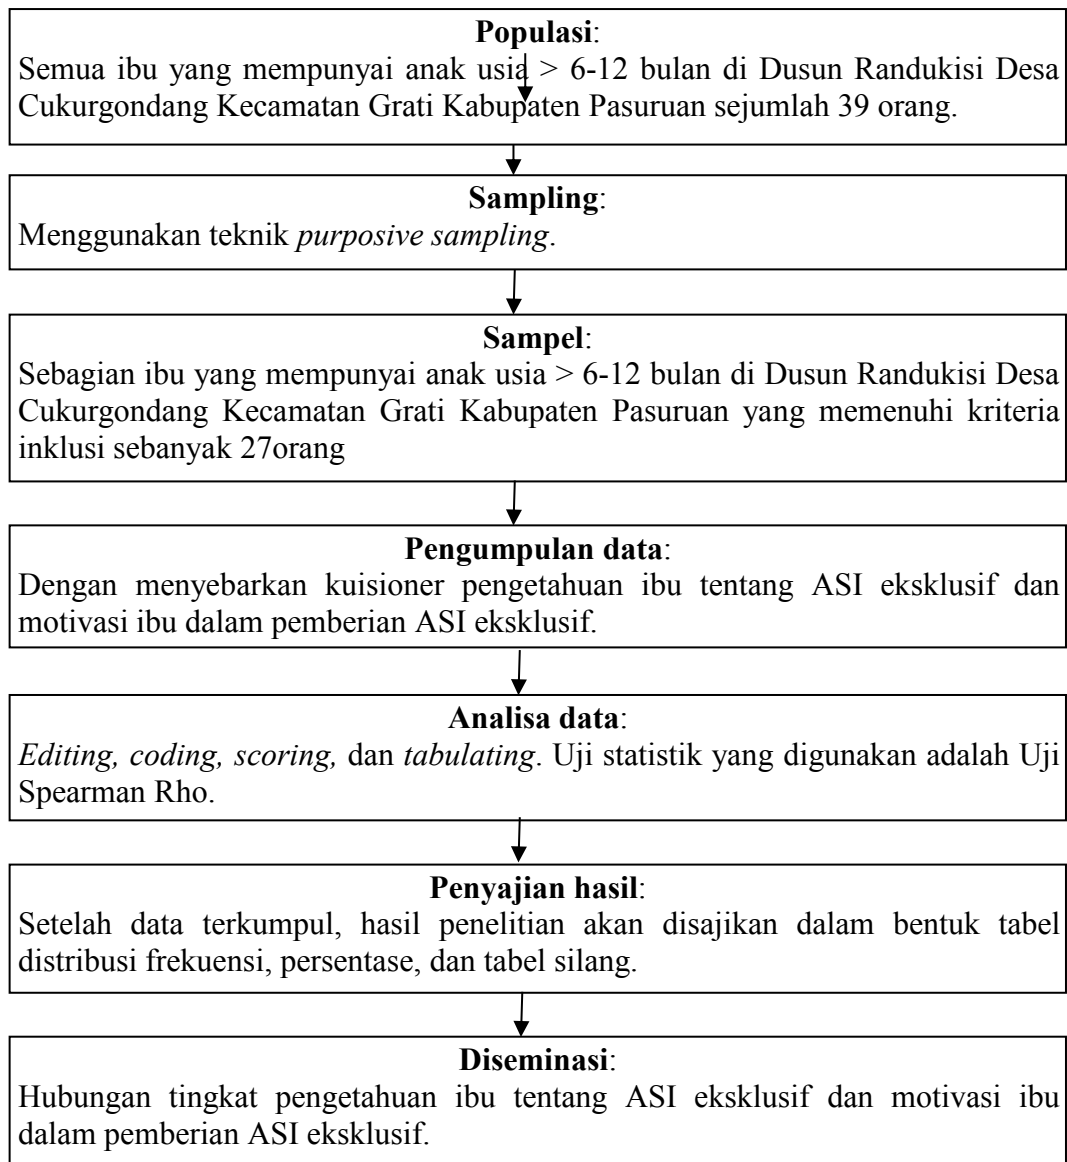 Populasi:
Semua ibu yang mempunyai anak usia > 6-12 bulan di Dusun Randukisi Desa
Cukurgondang Kecamatan Grati Kabupaten Pasuruan sejumlah 39 orang.
Sampling:
Menggunakan teknik purposive sampling.
Sampel:
Sebagian ibu yang mempunyai anak usia > 6-12 bulan di Dusun Randukisi Desa
Cukurgondang Kecamatan Grati Kabupaten Pasuruan yang memenuhi kriteria
inklusi sebanyak 27orang
Pengumpulan data:
Dengan menyebarkan kuisioner pengetahuan ibu tentang ASI eksklusif dan
motivasi ibu dalam pemberian ASI eksklusif.
Analisa data:
Editing, coding, scoring, dan tabulating. Uji statistik yang digunakan adalah Uji
Spearman Rho.
Penyajian hasil:
Setelah data terkumpul, hasil penelitian akan disajikan dalam bentuk tabel
distribusi frekuensi, persentase, dan tabel silang.
Diseminasi:
Hubungan tingkat pengetahuan ibu tentang ASI eksklusif dan motivasi ibu
dalam pemberian ASI eksklusif.